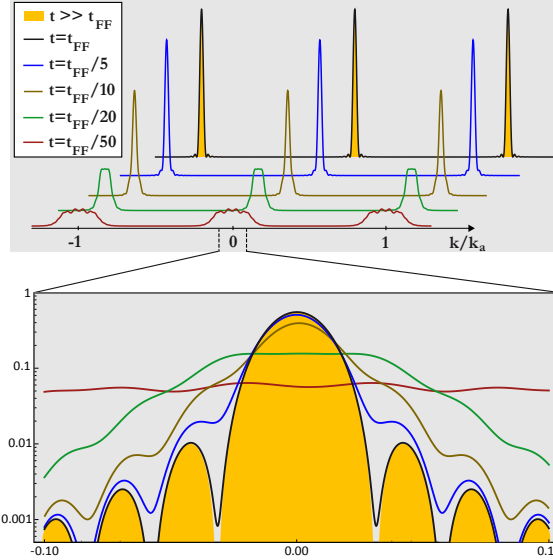 t >> t_FF
t=t_FF
t=t_FF/5
t=t_FF/10
t=t_FF/20
t=t_FF/50
-1 0 1 k/k_a
1
0.1
0.01
0.001
-0.10 0.00 0.1